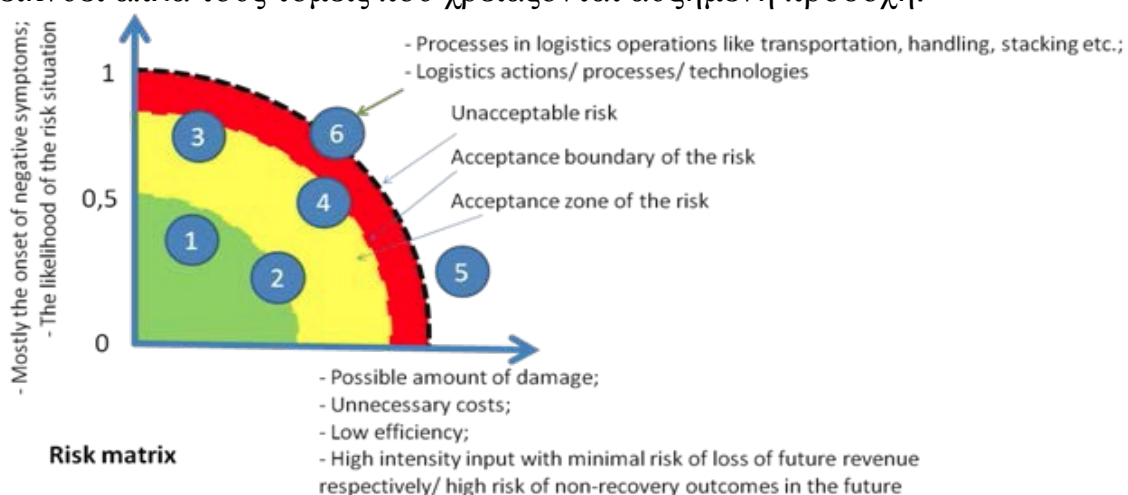 - Processes in logistics operations like transportation, handling, stacking etc.;
- Logistics actions/ processes/ technologies
- Mostly the onset of negative symptoms;
- The likelihood of the risk situation
1
0,5
0
Unacceptable risk
Acceptance boundary of the risk
Acceptance zone of the risk
3
6
4
1
2
5
- Possible amount of damage;
- Unnecessary costs;
- Low efficiency;
- High intensity input with minimal risk of loss of future revenue
respectively/ high risk of non-recovery outcomes in the future
Risk matrix